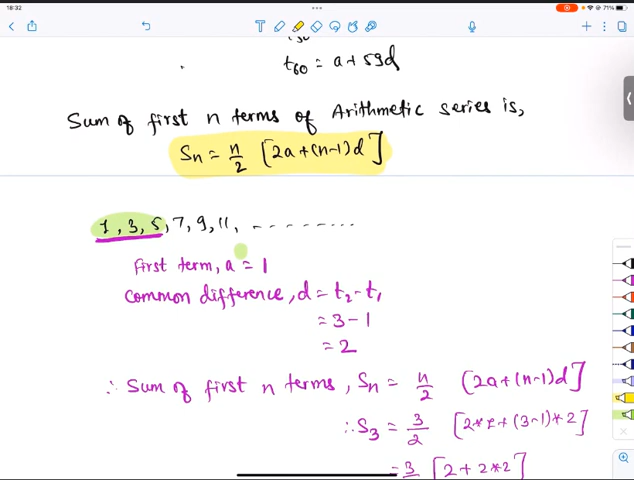 18:32
71%
t60 = a + 59d
Sum of first n terms of Arithmetic series is,
Sn = n/2 [2a+(n-1)d]
1, 3, 5, 7, 9, 11, - - - - - - - - -
first term, a = 1
common difference, d = t2 - t1
= 3 - 1
= 2
∴ Sum of first n terms, Sn = n/2 (2a+(n-1)d]
∴ S3 = 3/2 [2*1+(3-1)*2]
= 3/ [2 + 2*2]